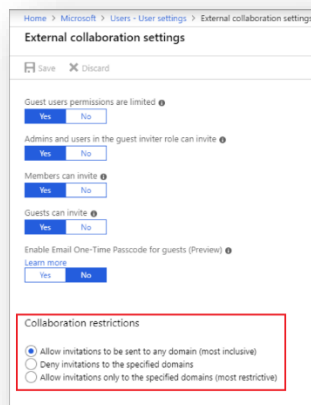 Home > Microsoft > Users - User settings > External collaboration settings
External collaboration settings
Save Discard
Guest users permissions are limited
Yes No
Admins and users in the guest inviter role can invite
Yes No
Members can invite
Yes No
Guests can invite
Yes No
Enable Email One-Time Passcode for guests (Preview)
Learn more
Yes No
Collaboration restrictions
Allow invitations to be sent to any domain (most inclusive)
Deny invitations to the specified domains
Allow invitations only to the specified domains (most restrictive)